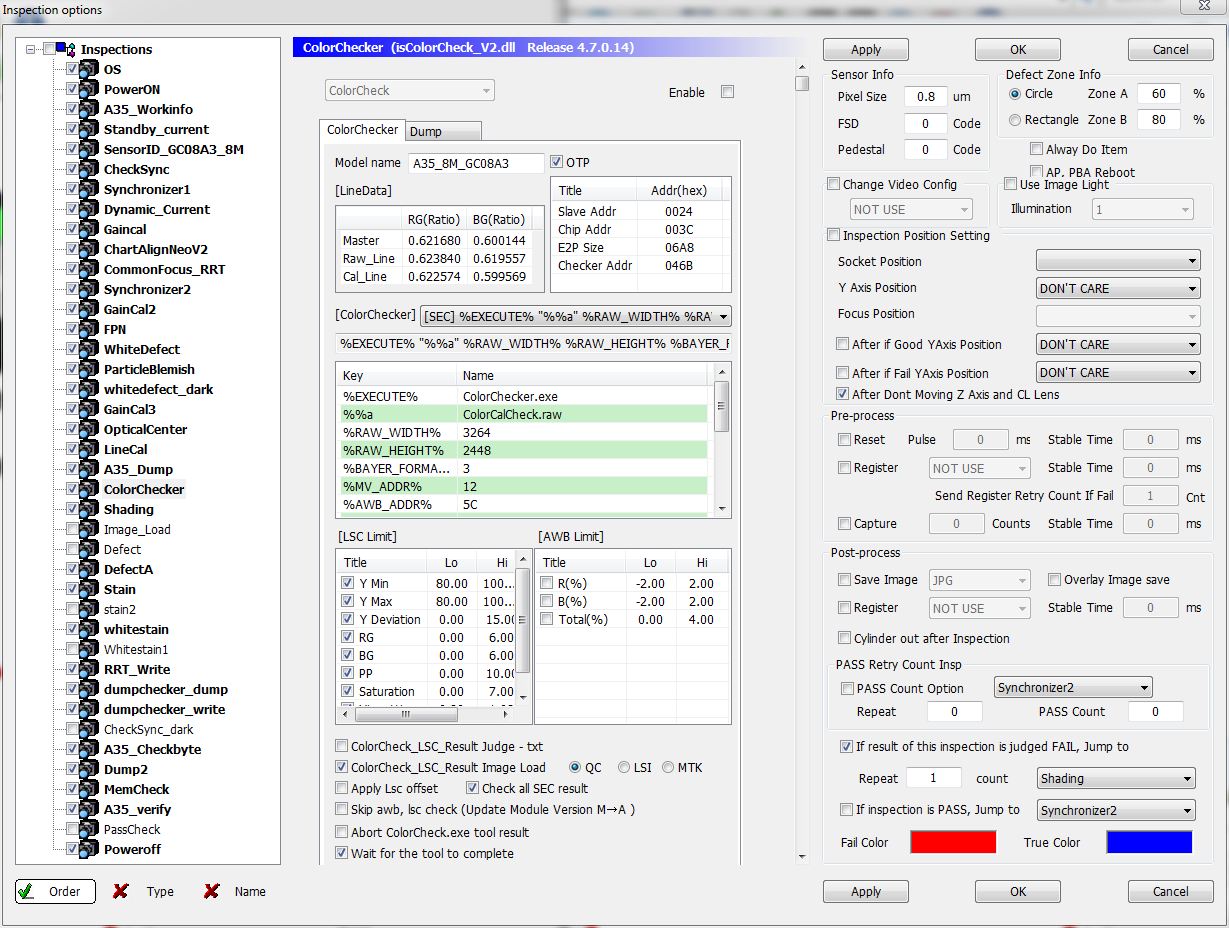 Inspection options
Inspections
OS
PowerON
A35_Workinfo
Standby_current
SensorID_GC08A3_8M
CheckSync
Synchronizer1
Dynamic_Current
Gaincal
ChartAlignNeoV2
CommonFocus_RRT
Synchronizer2
GainCal2
FPN
WhiteDefect
ParticleBlemish
whitedefect_dark
GainCal3
OpticalCenter
LineCal
A35_Dump
ColorChecker
Shading
Image_Load
Defect
DefectA
Stain
stain2
whitestain
Whitestain1
RRT_Write
dumpchecker_dump
dumpchecker_write
CheckSync_dark
A35_Checkbyte
Dump2
MemCheck
A35_verify
PassCheck
Poweroff
Order Type Name
ColorChecker (isColorCheck_V2.dll Release 4.7.0.14)
ColorCheck Enable
ColorChecker Dump
Model name A35_8M_GC08A3 OTP
[LineData]
RG(Ratio) BG(Ratio)
Master 0.621680 0.600144
Raw_Line 0.623840 0.619557
Cal_Line 0.622574 0.599569
Title Addr(hex)
Slave Addr 0024
Chip Addr 003C
E2P Size 06A8
Checker Addr 046B
[ColorChecker] [SEC] %EXECUTE% "%%a" %RAW_WIDTH% %RA
%EXECUTE% "%%a" %RAW_WIDTH% %RAW_HEIGHT% %BAYER_F
Key Name
%EXECUTE% ColorChecker.exe
%%a ColorCalCheck.raw
%RAW_WIDTH% 3264
%RAW_HEIGHT% 2448
%BAYER_FORMA... 3
%MV_ADDR% 12
%AWB_ADDR% 5C
[LSC Limit]
Title Lo Hi
Y Min 80.00 100...
Y Max 80.00 100...
Y Deviation 0.00 15.00
RG 0.00 6.00
BG 0.00 6.00
PP 0.00 10.00
Saturation 0.00 7.00
[AWB Limit]
Title Lo Hi
R(%) -2.00 2.00
B(%) -2.00 2.00
Total(%) 0.00 4.00
ColorCheck_LSC_Result Judge - txt
ColorCheck_LSC_Result Image Load QC LSI MTK
Apply Lsc offset Check all SEC result
Skip awb, lsc check (Update Module Version M→A )
Abort ColorCheck.exe tool result
Wait for the tool to complete
Apply OK Cancel
Sensor Info
Pixel Size 0.8 um
FSD 0 Code
Pedestal 0 Code
Defect Zone Info
Circle Zone A 60 %
Rectangle Zone B 80 %
Alway Do Item
AP, PBA Reboot
Change Video Config
NOT USE
Use Image Light
Illumination 1
Inspection Position Setting
Socket Position
Y Axis Position DON'T CARE
Focus Position
After if Good YAxis Position DON'T CARE
After if Fail YAxis Position DON'T CARE
After Dont Moving Z Axis and CL Lens
Pre-process
Reset Pulse 0 ms Stable Time 0 ms
Register NOT USE Stable Time 0 ms
Send Register Retry Count If Fail 1 Cnt
Capture 0 Counts Stable Time 0 ms
Post-process
Save Image JPG Overlay Image save
Register NOT USE Stable Time 0 ms
Cylinder out after Inspection
PASS Retry Count Insp
PASS Count Option Synchronizer2
Repeat 0 PASS Count 0
If result of this inspection is judged FAIL, Jump to
Repeat 1 count Shading
If inspection is PASS, Jump to Synchronizer2
Fail Color True Color
Apply OK Cancel